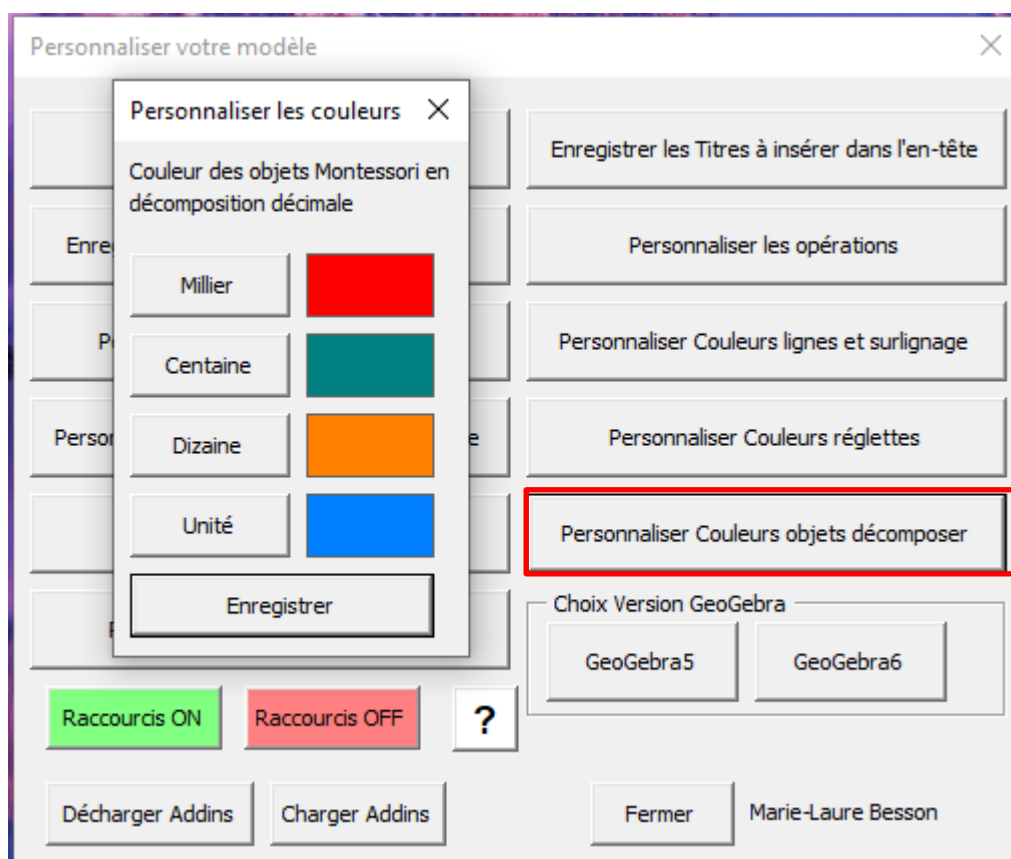 Personnaliser votre modèle
Personnaliser les couleurs
Couleur des objets Montessori en
décomposition décimale
Millier
Centaine
Dizaine
Unité
Enregistrer
Enregistrer les Titres à insérer dans l'en-tête
Personnaliser les opérations
Personnaliser Couleurs lignes et surlignage
Personnaliser Couleurs réglettes
Personnaliser Couleurs objets décomposer
Choix Version GeoGebra
GeoGebra5 GeoGebra6
Raccourcis ON Raccourcis OFF ?
Décharger Addins Charger Addins Fermer Marie-Laure Besson